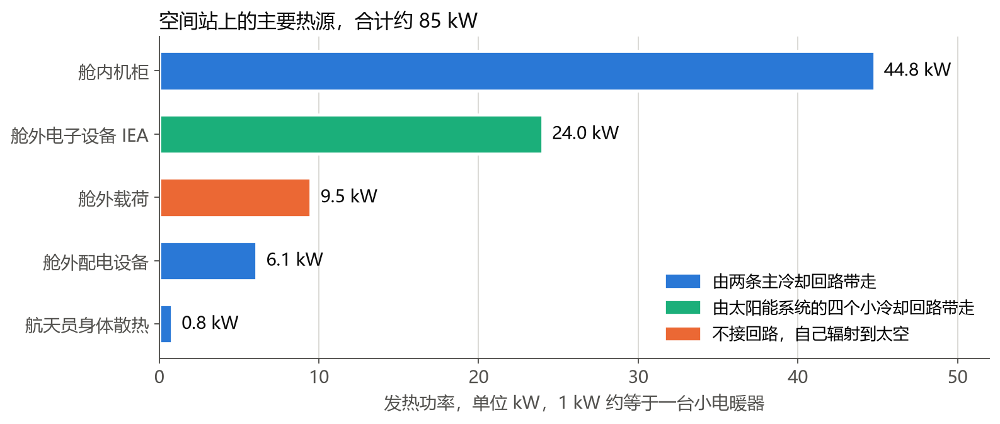 空间站上的主要热源，合计约 85 kW
舱内机柜
44.8 kW
舱外电子设备 IEA
24.0 kW
舱外载荷
9.5 kW
舱外配电设备
6.1 kW
航天员身体散热
0.8 kW
由两条主冷却回路带走
由太阳能系统的四个小冷却回路带走
不接回路，自己辐射到太空
0 10 20 30 40 50
发热功率，单位 kW，1 kW 约等于一台小电暖器